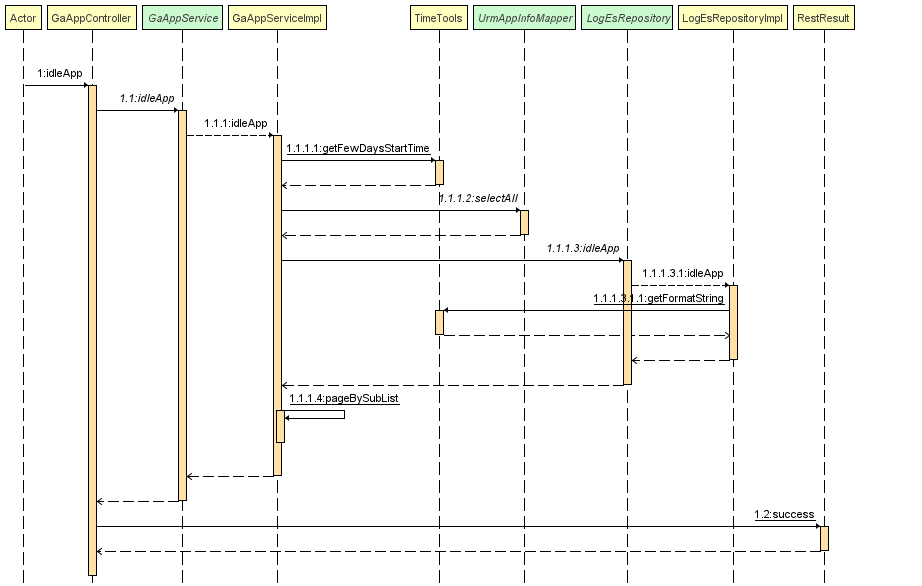 Actor GaAppController GaAppService GaAppServiceImpl TimeTools UrmAppInfoMapper LogEsRepository LogEsRepositoryImpl RestResult
1:idleApp
1.1:idleApp
1.1.1:idleApp
1.1.1.1:getFewDaysStartTime
1.1.1.2:selectAll
1.1.1.3:idleApp
1.1.1.3.1:idleApp
1.1.1.3.1.1:getFormatString
1.1.1.4:pageBySubList
1.2:success